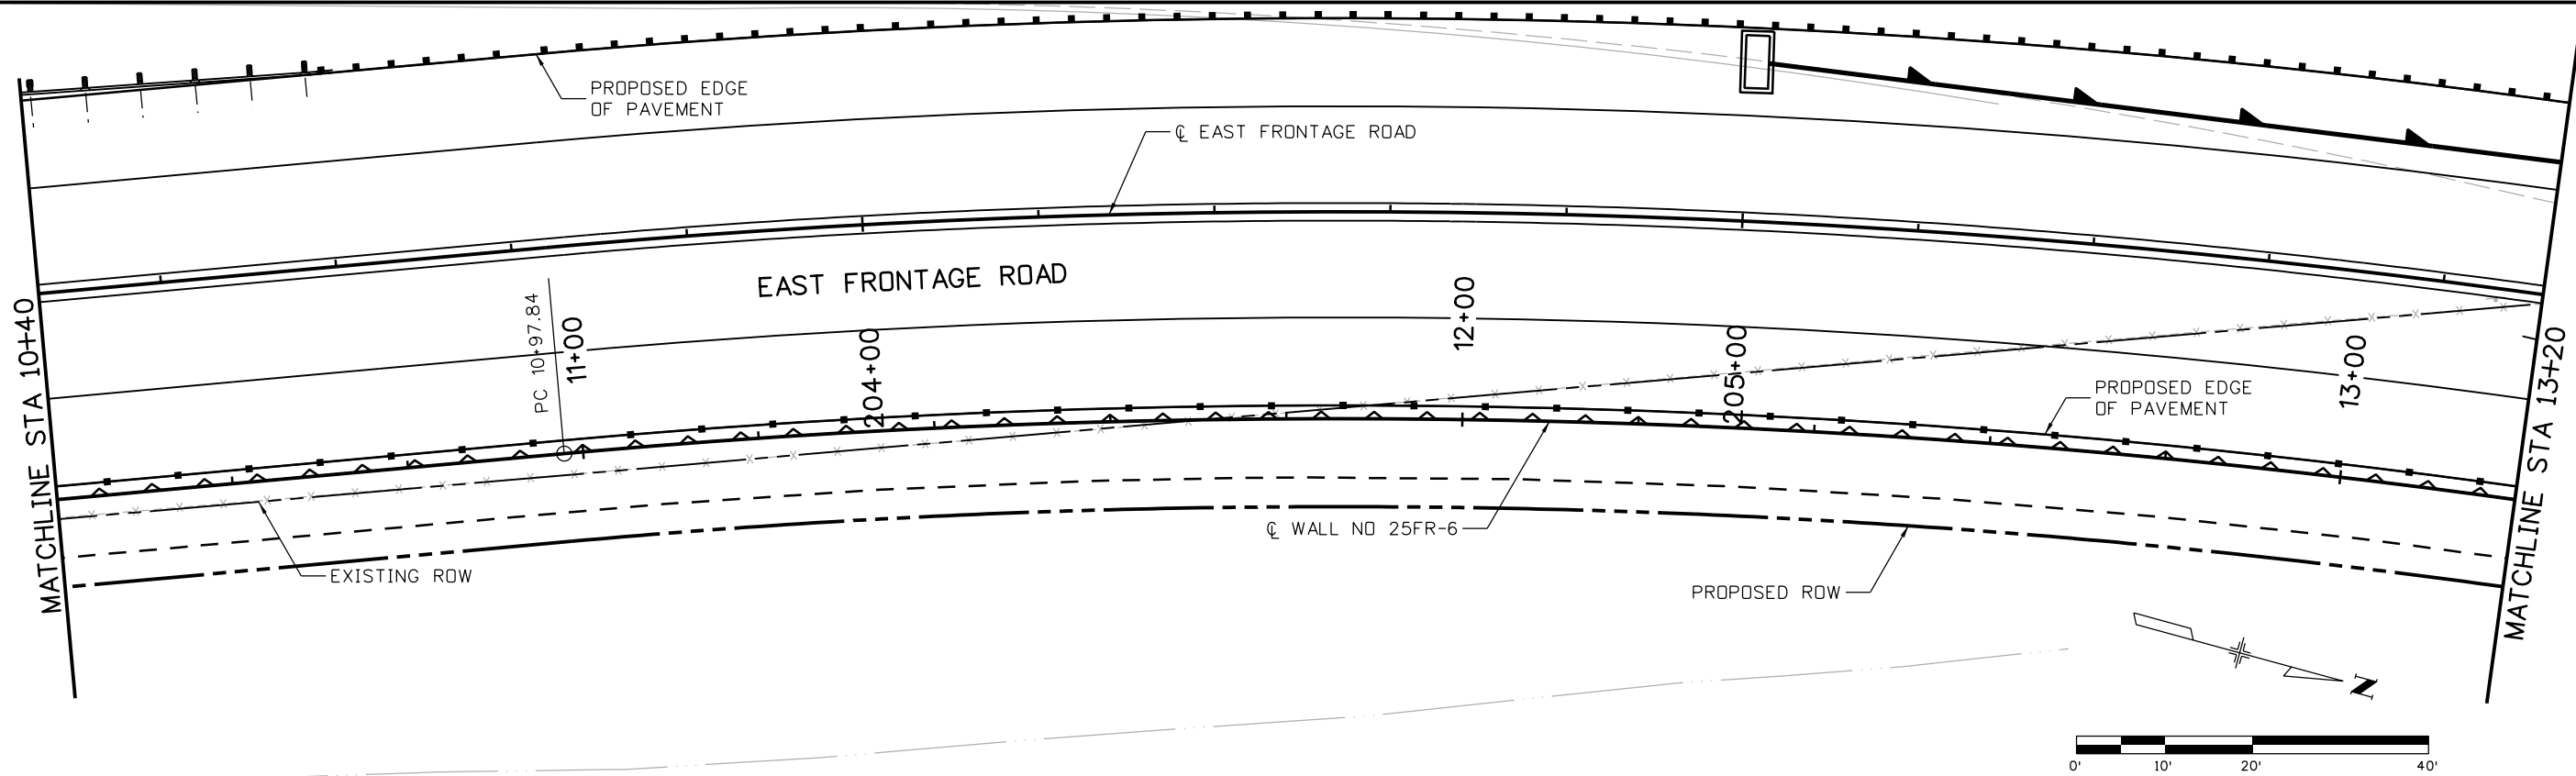 PROPOSED EDGE
OF PAVEMENT
℄ EAST FRONTAGE ROAD
EAST FRONTAGE ROAD
MATCHLINE STA 10+40
PC 10+97.84
11+00
204+00
12+00
205+00
13+00
PROPOSED EDGE
OF PAVEMENT
MATCHLINE STA 13+20
℄ WALL NO 25FR-6
EXISTING ROW
PROPOSED ROW
N
0' 10' 20' 40'